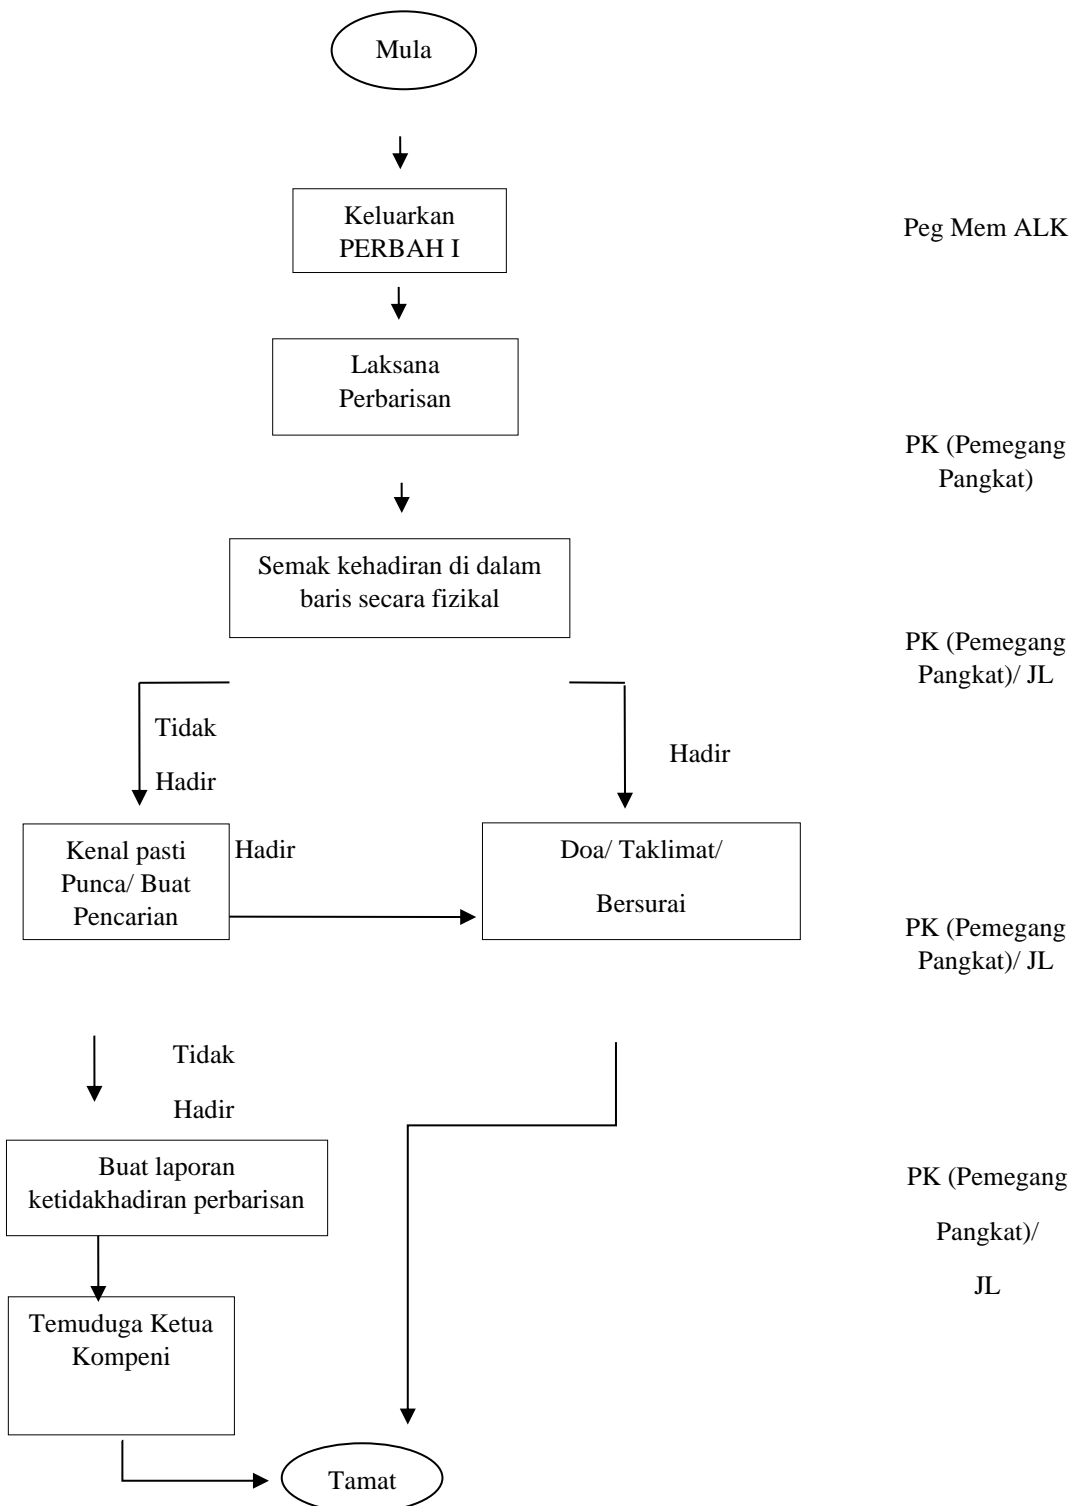 Mula
Keluarkan
PERBAH I
Peg Mem ALK
Laksana
Perbarisan
PK (Pemegang
Pangkat)
Semak kehadiran di dalam
baris secara fizikal
PK (Pemegang
Pangkat)/ JL
Tidak
Hadir
Hadir
Kenal pasti
Punca/ Buat
Pencarian
Hadir
Doa/ Taklimat/
Bersurai
PK (Pemegang
Pangkat)/ JL
Tidak
Hadir
Buat laporan
ketidakhadiran perbarisan
PK (Pemegang
Pangkat)/
JL
Temuduga Ketua
Kompeni
Tamat